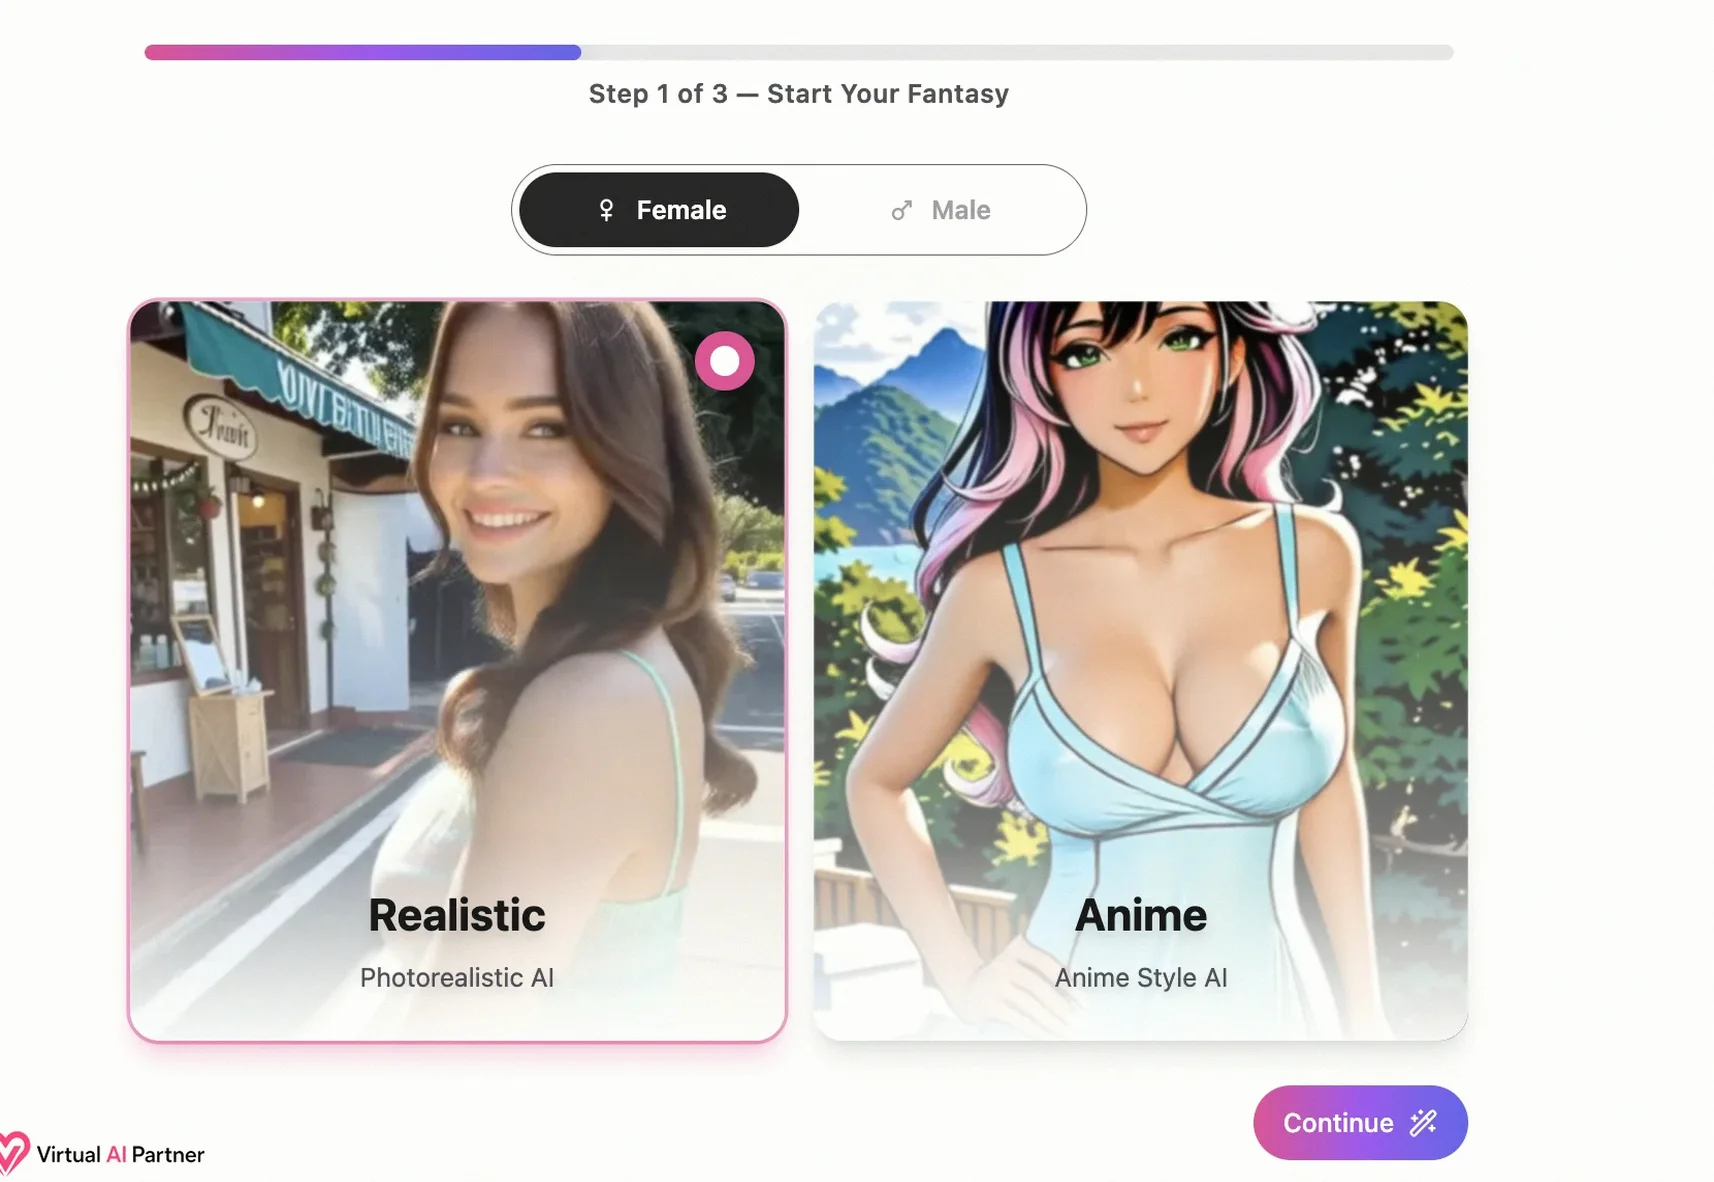 Step 1 of 3 — Start Your Fantasy
Female
Male
Realistic
Photorealistic AI
Anime
Anime Style AI
Continue
Virtual AI Partner